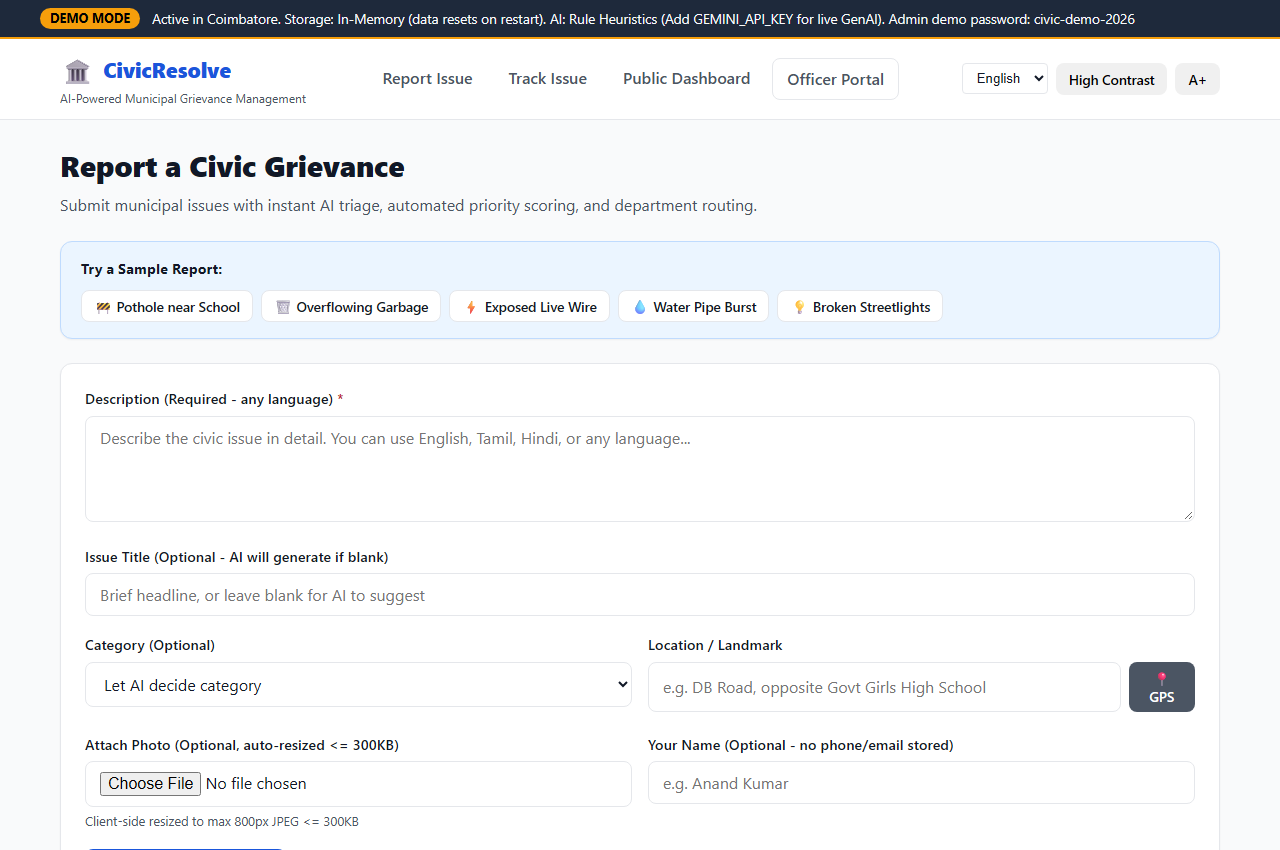 DEMO MODE Active in Coimbatore. Storage: In-Memory (data resets on restart). AI: Rule Heuristics (Add GEMINI_API_KEY for live GenAI). Admin demo password: civic-demo-2026
CivicResolve
AI-Powered Municipal Grievance Management
Report Issue Track Issue Public Dashboard Officer Portal
English High Contrast A+
Report a Civic Grievance
Submit municipal issues with instant AI triage, automated priority scoring, and department routing.
Try a Sample Report:
Pothole near School Overflowing Garbage Exposed Live Wire Water Pipe Burst Broken Streetlights
Description (Required - any language) *
Describe the civic issue in detail. You can use English, Tamil, Hindi, or any language...
Issue Title (Optional - AI will generate if blank)
Brief headline, or leave blank for AI to suggest
Category (Optional) Location / Landmark
Let AI decide category e.g. DB Road, opposite Govt Girls High School GPS
Attach Photo (Optional, auto-resized <= 300KB) Your Name (Optional - no phone/email stored)
Choose File No file chosen e.g. Anand Kumar
Client-side resized to max 800px JPEG <= 300KB